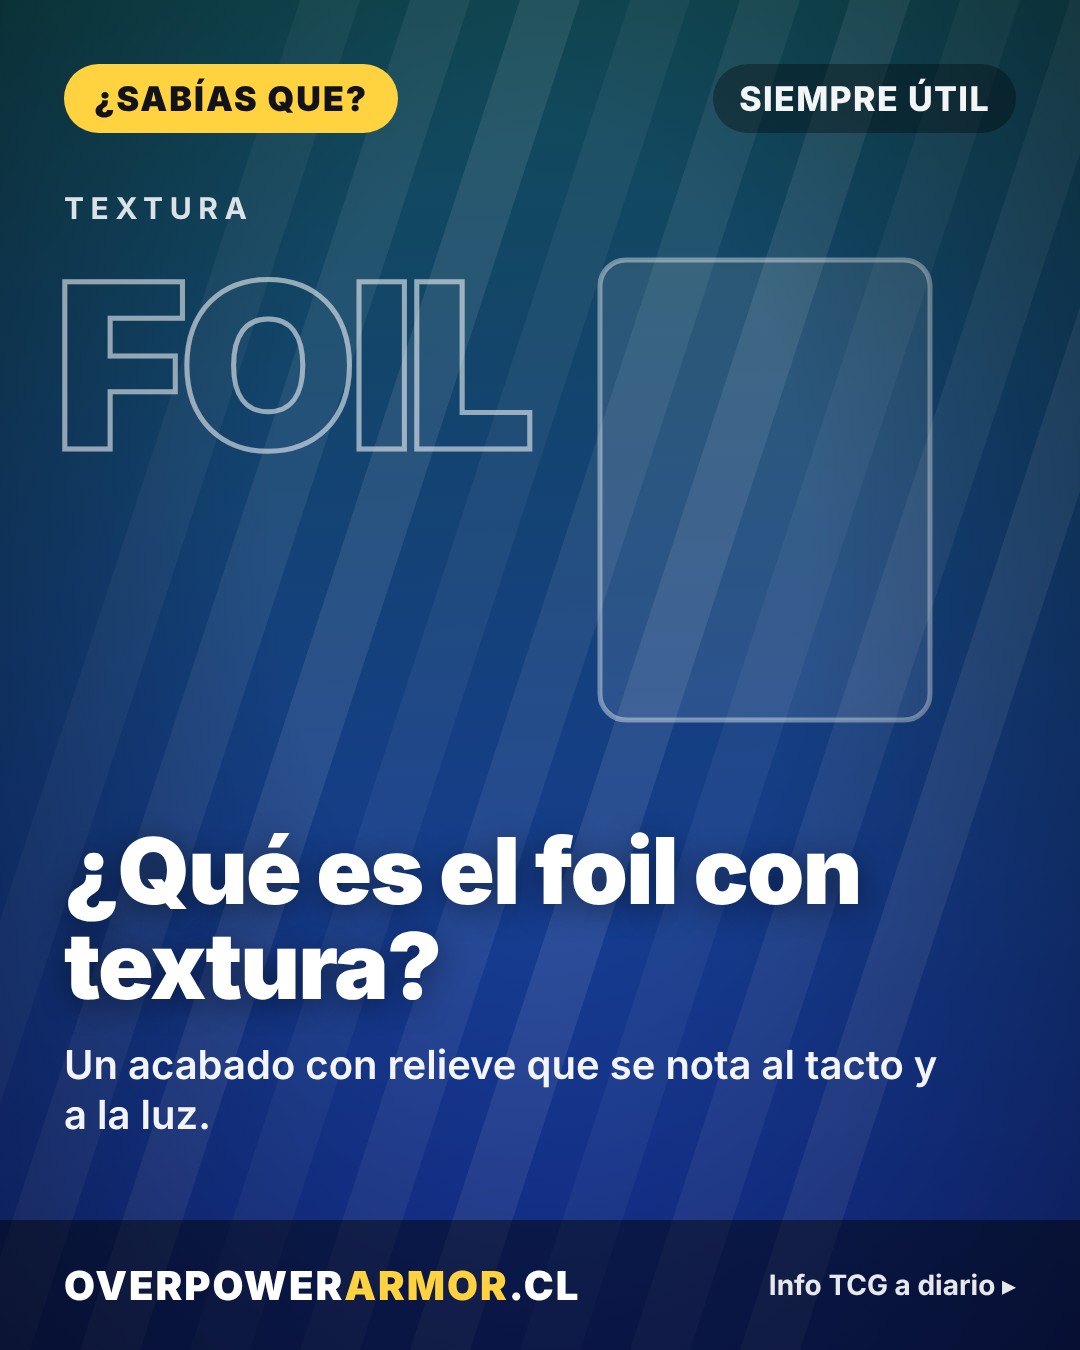 ¿SABÍAS QUE?
SIEMPRE ÚTIL
TEXTURA
FOIL
¿Qué es el foil con
textura?
Un acabado con relieve que se nota al tacto y
a la luz.
OVERPOWERARMOR.CL
Info TCG a diario ▸